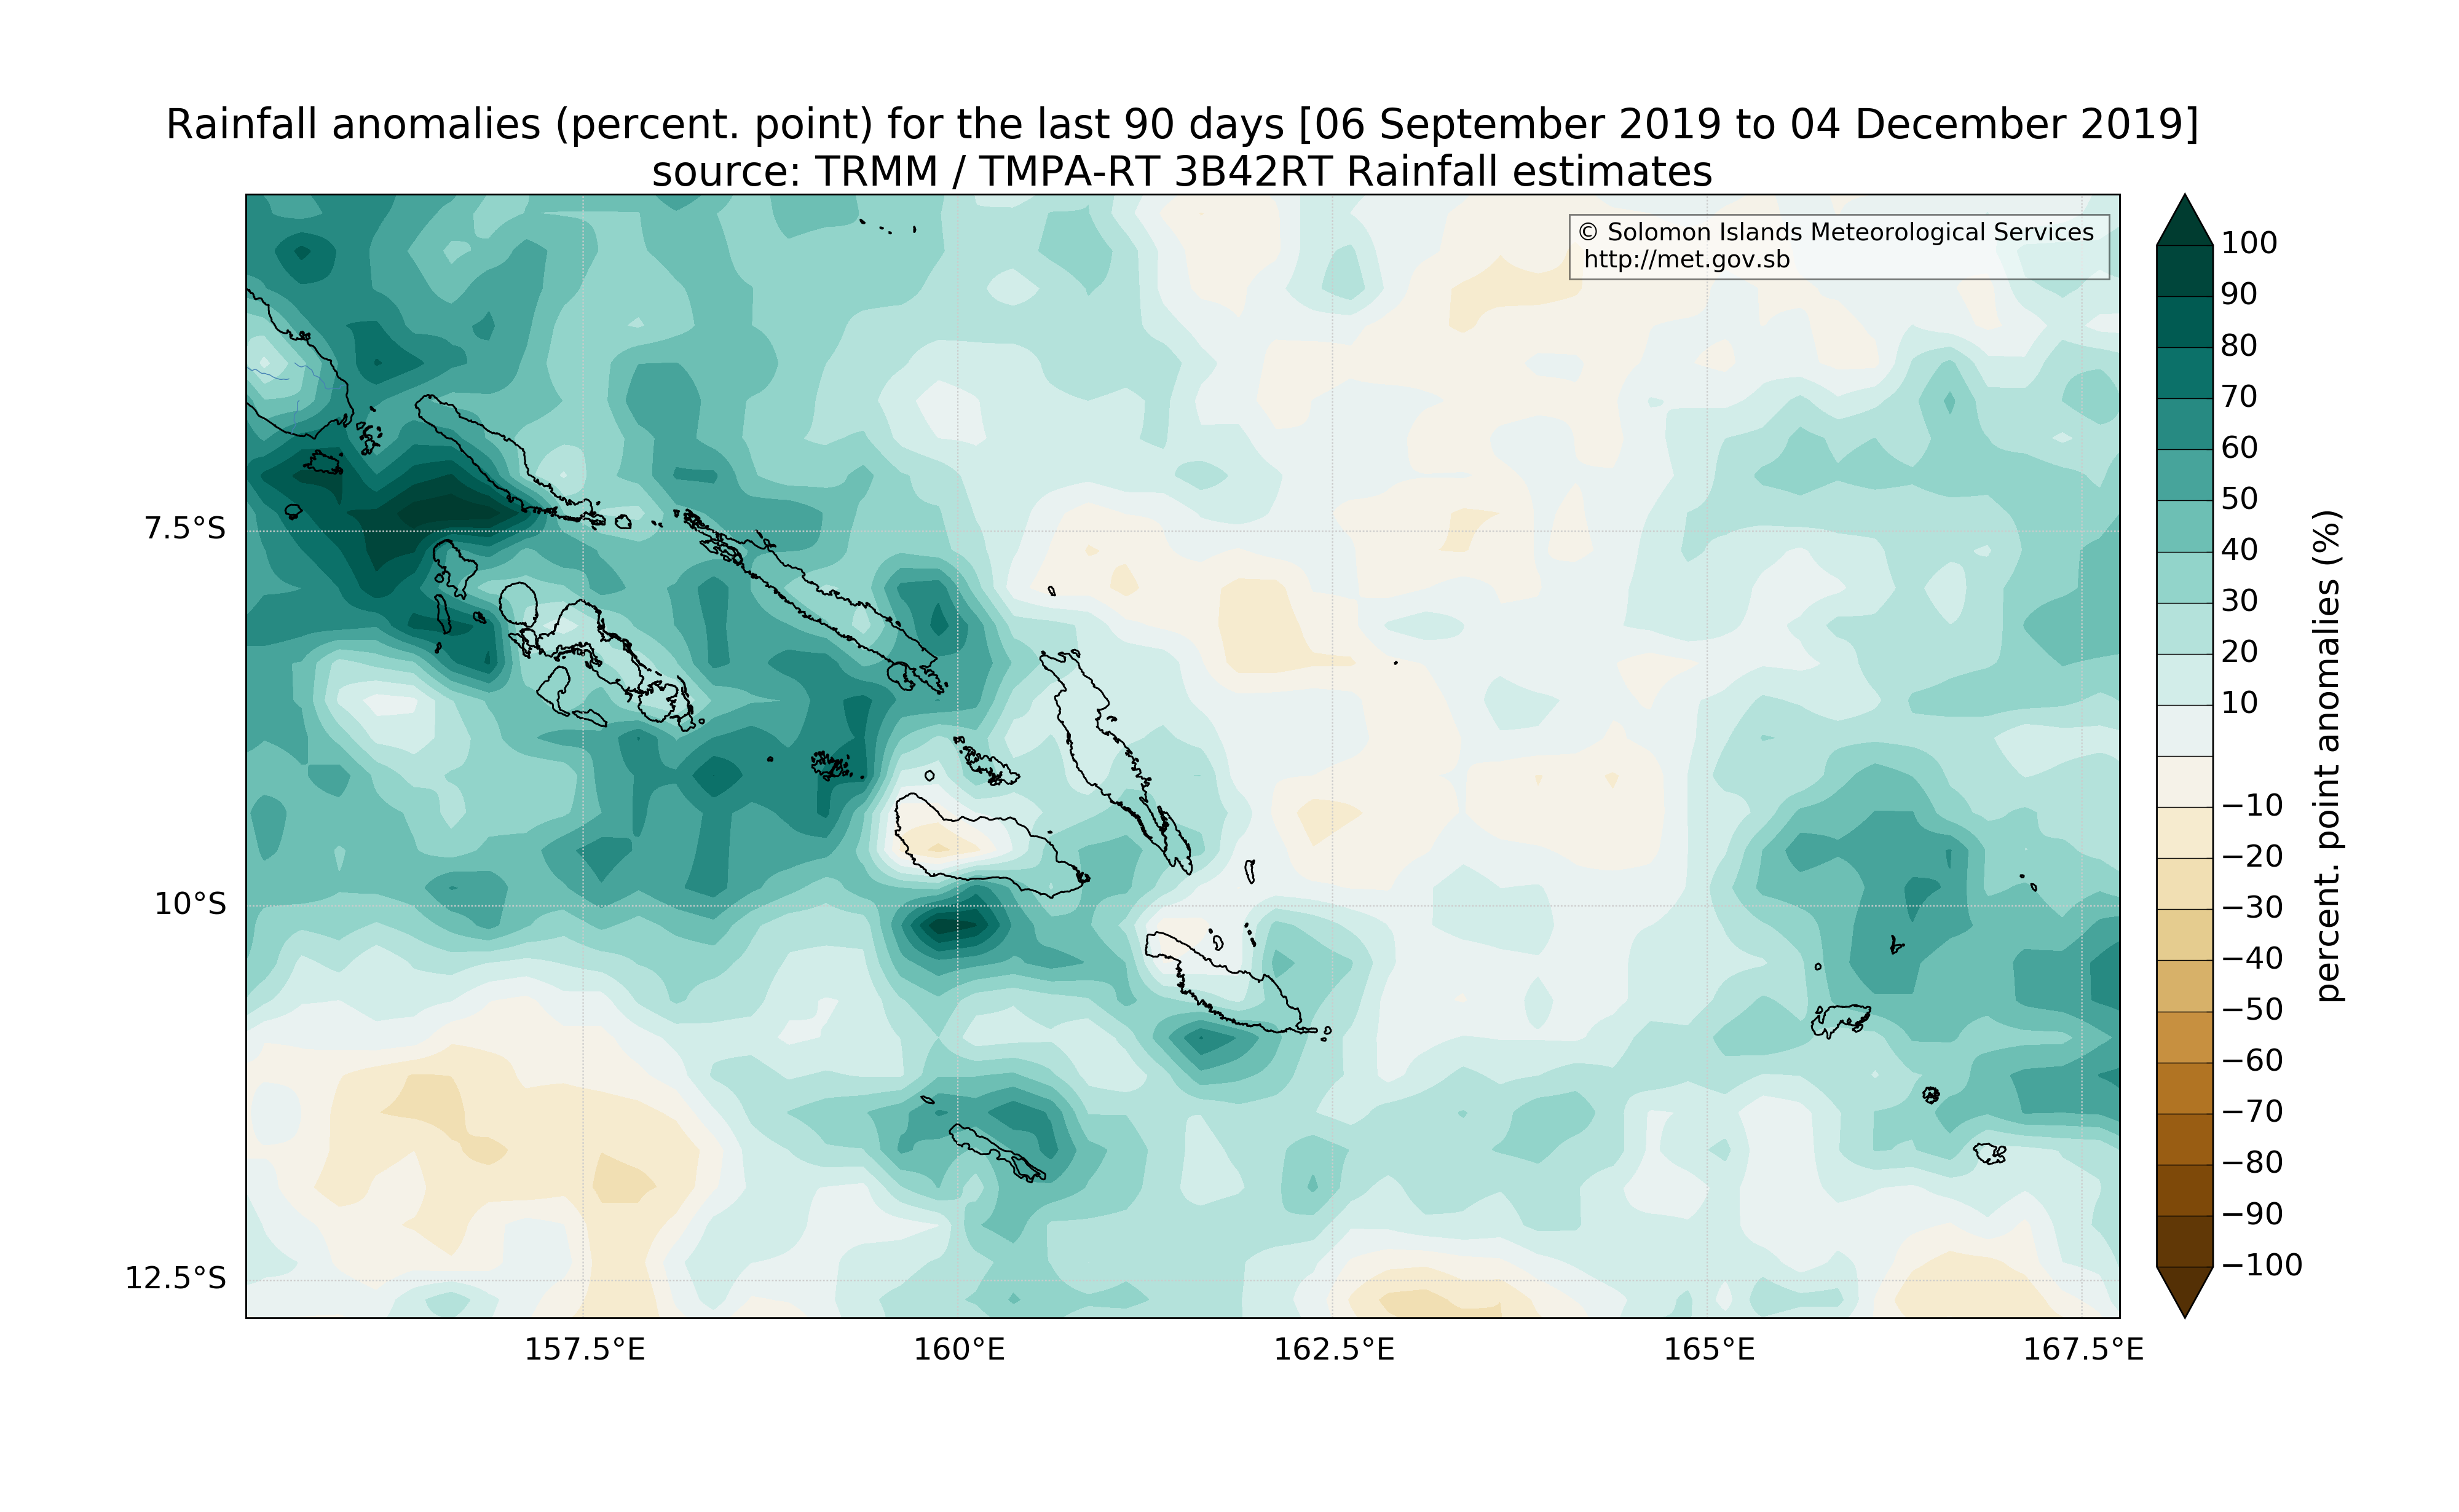 Rainfall anomalies (percent. point) for the last 90 days [06 September 2019 to 04 December 2019]
source: TRMM / TMPA-RT 3B42RT Rainfall estimates
© Solomon Islands Meteorological Services
http://met.gov.sb
7.5°S
10°S
12.5°S
157.5°E
160°E
162.5°E
165°E
167.5°E
100
90
80
70
60
50
40
30
20
10
−10
−20
−30
−40
−50
−60
−70
−80
−90
−100
percent. point anomalies (%)